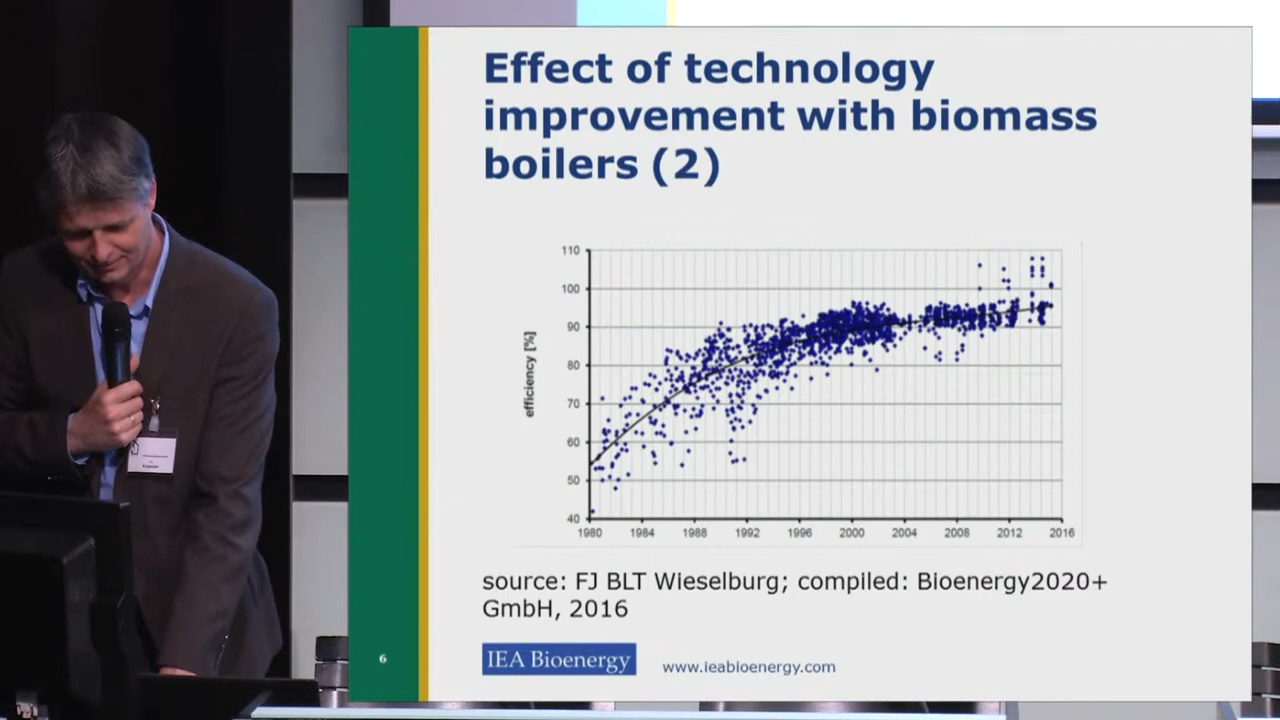 Effect of technology
improvement with biomass
boilers (2)
efficiency [%]
110
100
90
80
70
60
50
40
1980 1984 1988 1992 1996 2000 2004 2008 2012 2016
source: FJ BLT Wieselburg; compiled: Bioenergy2020+
GmbH, 2016
6
IEA Bioenergy
www.ieabioenergy.com